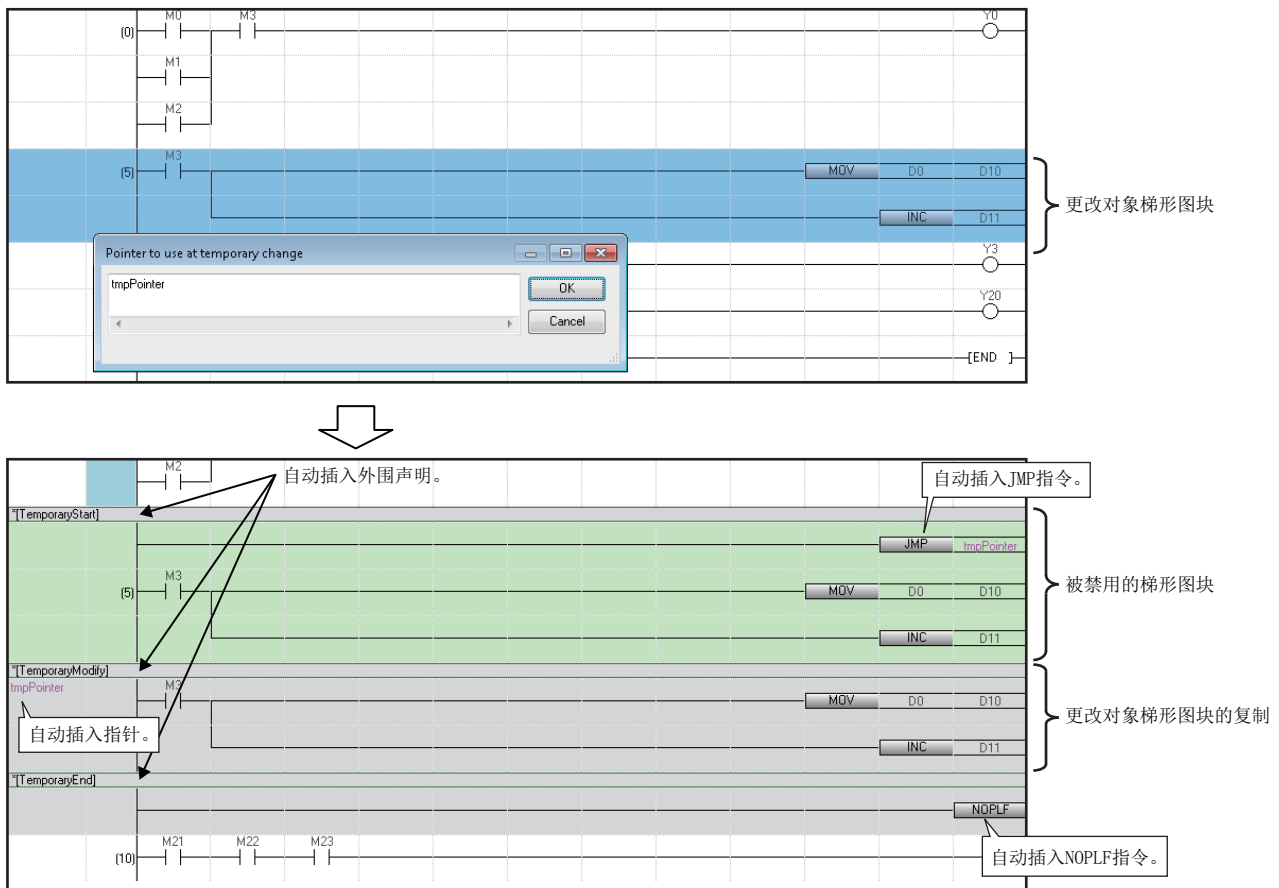 M0 M3 Y0
(0)
M1
M2
M3
(5) MOV D0 D10
更改对象梯形图块
INC D11
Pointer to use at temporary change
tmpPointer
OK
Cancel
Y3
Y20
[END ]
M2
自动插入外围声明。
自动插入JMP指令。
*[TemporaryStart]
JMP tmpPointer
M3
(5) MOV D0 D10
被禁用的梯形图块
INC D11
*[TemporaryModify]
tmpPointer M3
MOV D0 D10
更改对象梯形图块的复制
自动插入指针。
INC D11
*[TemporaryEnd]
NOPLF
M21 M22 M23
(10)
自动插入NOPLF指令。